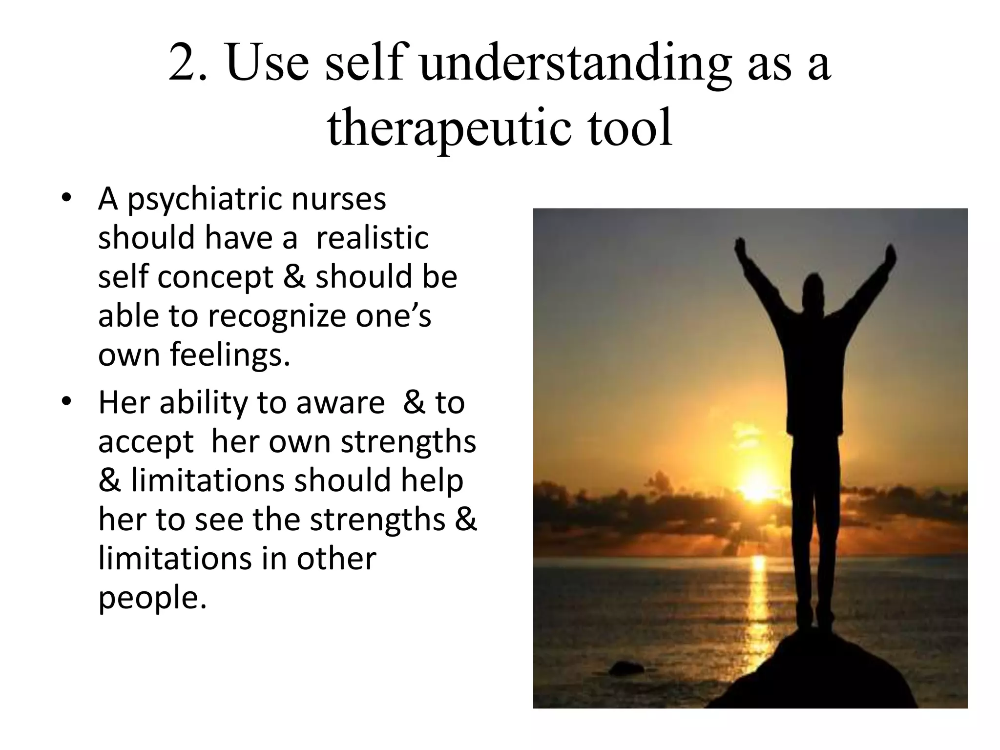 2. Use self understanding as a
therapeutic tool
• A psychiatric nurses
should have a  realistic
self concept & should be
able to recognize one’s
own feelings.
• Her ability to aware  & to
accept  her own strengths
& limitations should help
her to see the strengths &
limitations in other
people.